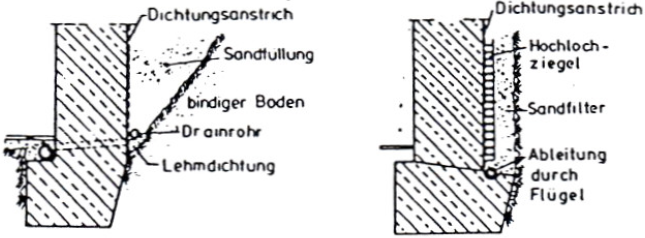 Dichtungsanstrich
Sandfüllung
bindiger Boden
Drainrohr
Lehmdichtung
Dichtungsanstrich
Hochloch-
ziegel
Sandfilter
Ableitung
durch
Flügel